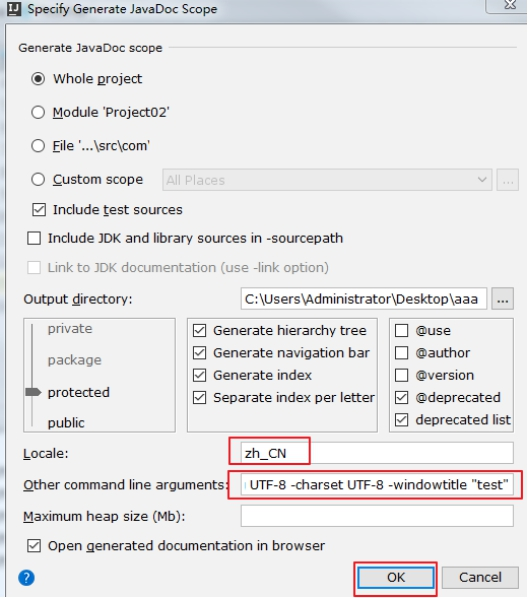 Specify Generate JavaDoc Scope
Generate JavaDoc scope
Whole project
Module 'Project02'
File '...\src\com'
Custom scope All Places ...
Include test sources
Include JDK and library sources in -sourcepath
Link to JDK documentation (use -link option)
Output directory: C:\Users\Administrator\Desktop\aaa ...
private
package
protected
public
Generate hierarchy tree
Generate navigation bar
Generate index
Separate index per letter
@use
@author
@version
@deprecated
deprecated list
Locale: zh_CN
Other command line arguments: UTF-8 -charset UTF-8 -windowtitle "test"
Maximum heap size (Mb):
Open generated documentation in browser
? OK Cancel